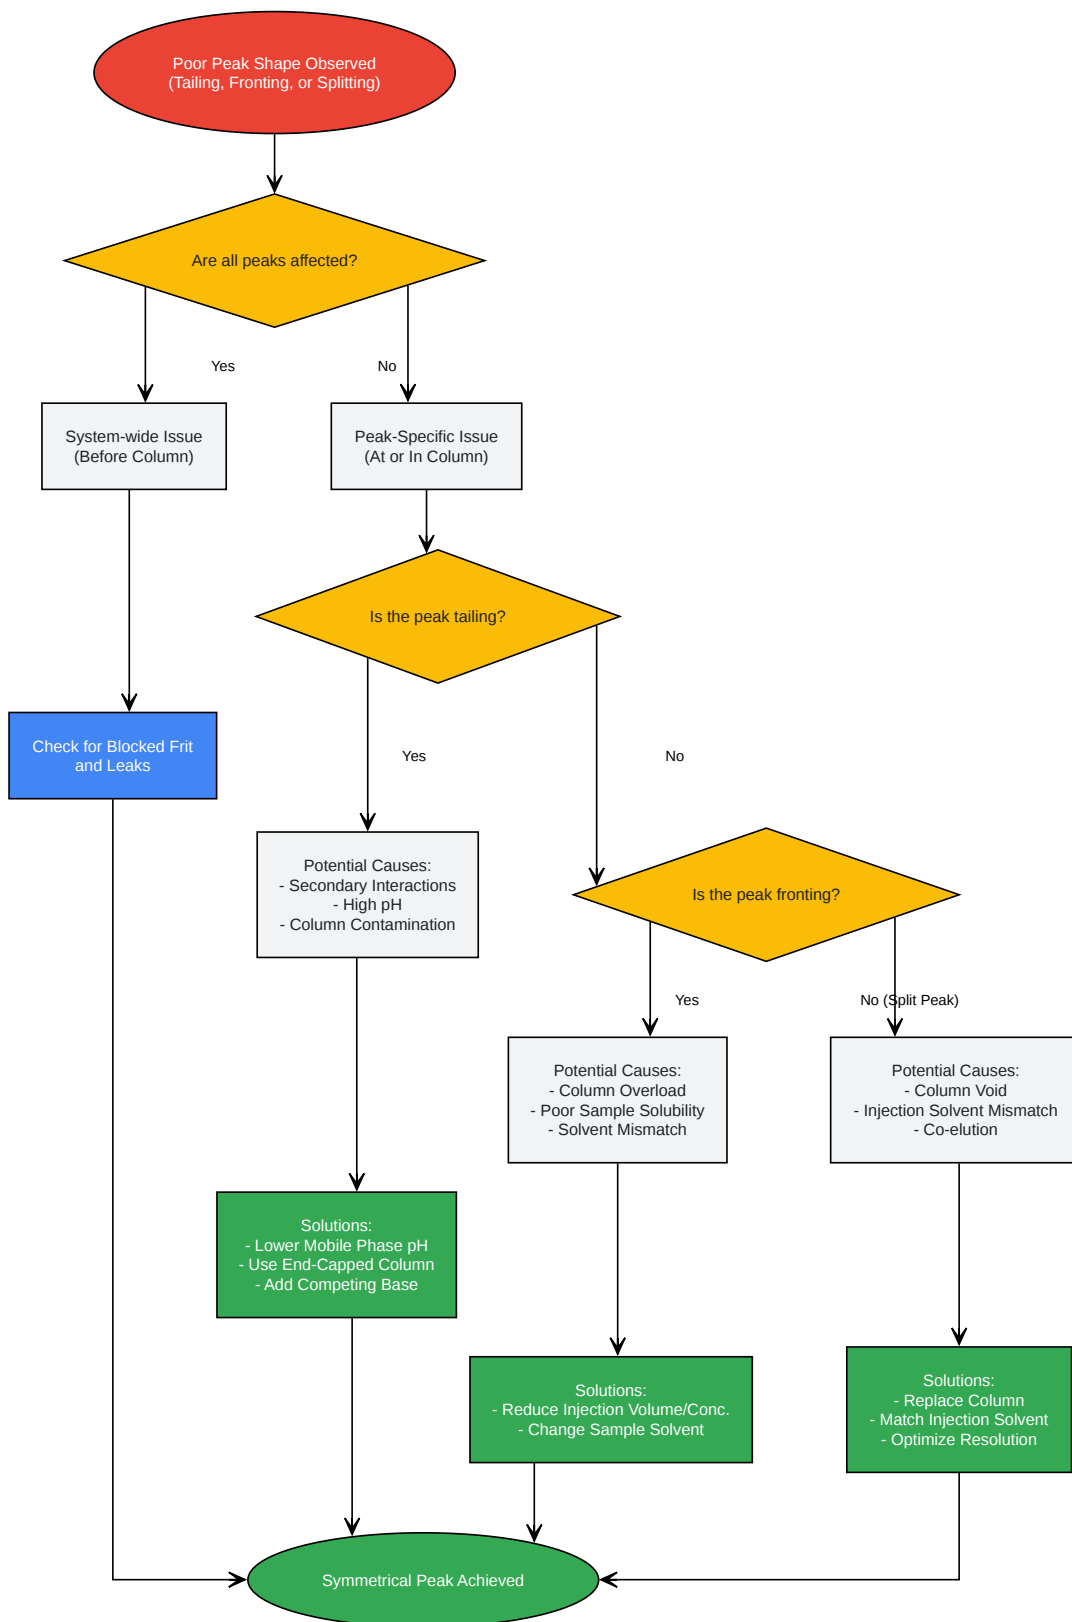 Poor Peak Shape Observed
(Tailing, Fronting, or Splitting)
Are all peaks affected?
Yes
No
System-wide Issue
(Before Column)
Peak-Specific Issue
(At or In Column)
Is the peak tailing?
Check for Blocked Frit
and Leaks
Yes
No
Potential Causes:
- Secondary Interactions
- High pH
- Column Contamination
Is the peak fronting?
Yes
No (Split Peak)
Potential Causes:
- Column Overload
- Poor Sample Solubility
- Solvent Mismatch
Potential Causes:
- Column Void
- Injection Solvent Mismatch
- Co-elution
Solutions:
- Lower Mobile Phase pH
- Use End-Capped Column
- Add Competing Base
Solutions:
- Reduce Injection Volume/Conc.
- Change Sample Solvent
Solutions:
- Replace Column
- Match Injection Solvent
- Optimize Resolution
Symmetrical Peak Achieved